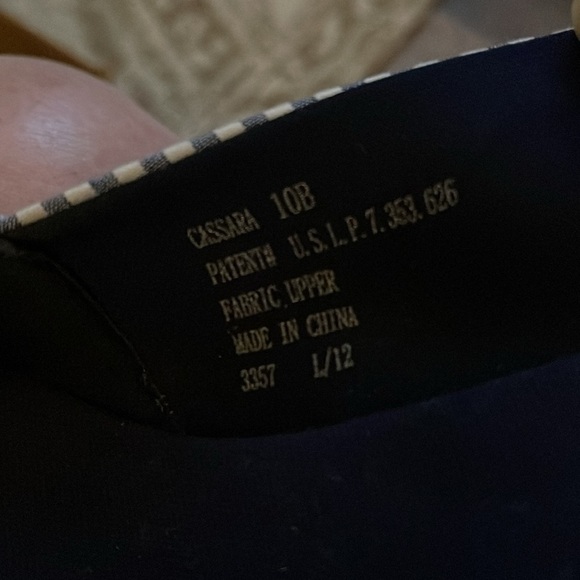 CASSARA 10B
PATENT# U.S.L.P.7.353.626
FABRIC UPPER
MADE IN CHINA
3357 L/12